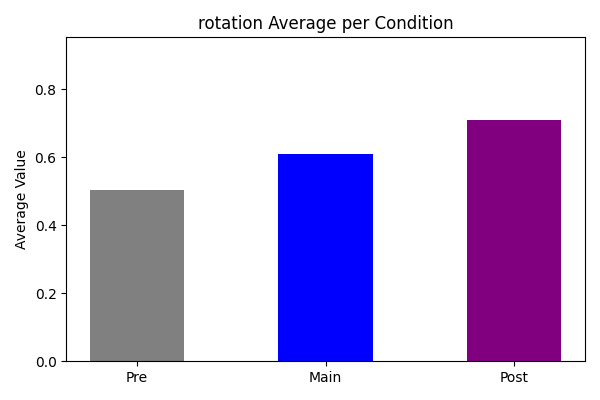 rotation Average per Condition
Average Value
0.8
0.6
0.4
0.2
0.0
Pre
Main
Post